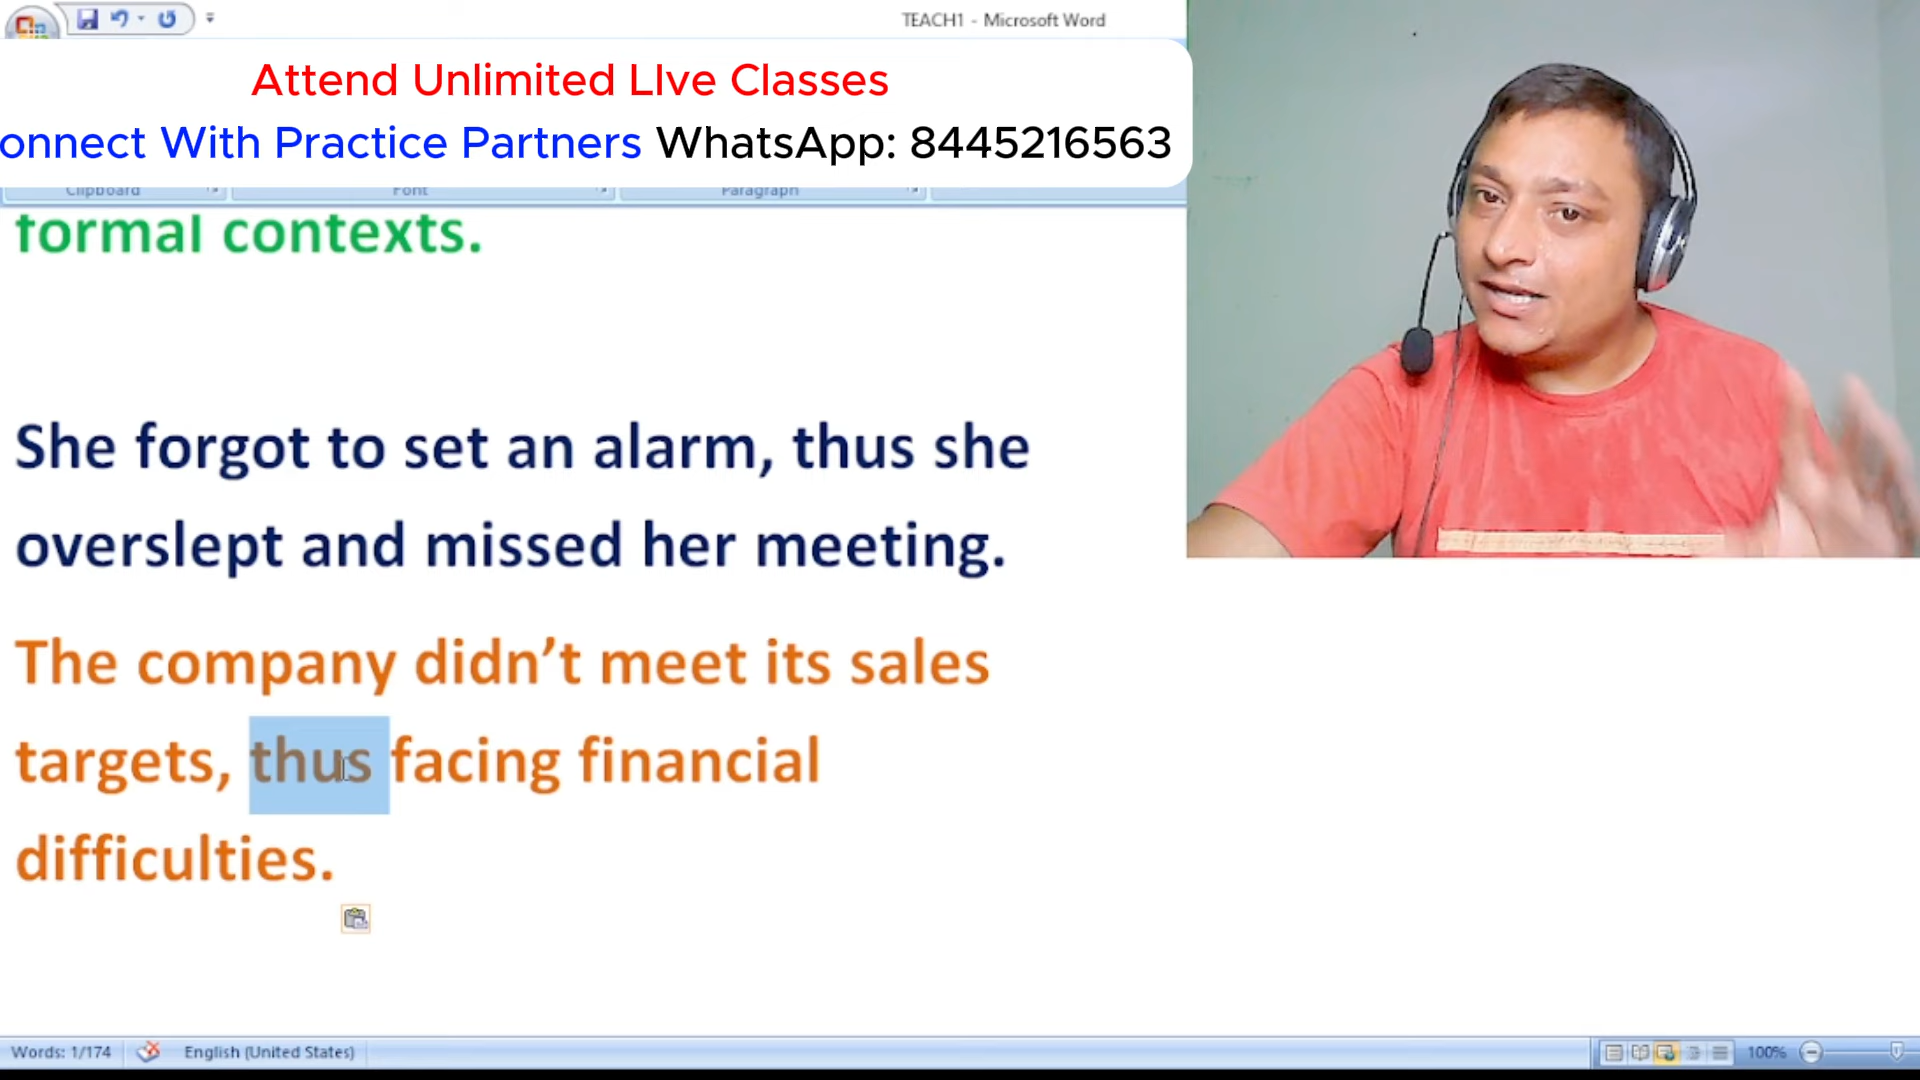 TEACH1 - Microsoft Word
Attend Unlimited LIve Classes
onnect With Practice Partners WhatsApp: 8445216563
Clipboard Font Paragraph
formal contexts.
She forgot to set an alarm, thus she
overslept and missed her meeting.
The company didn’t meet its sales
targets, thus facing financial
difficulties.
Words: 1/174 English (United States) 100%